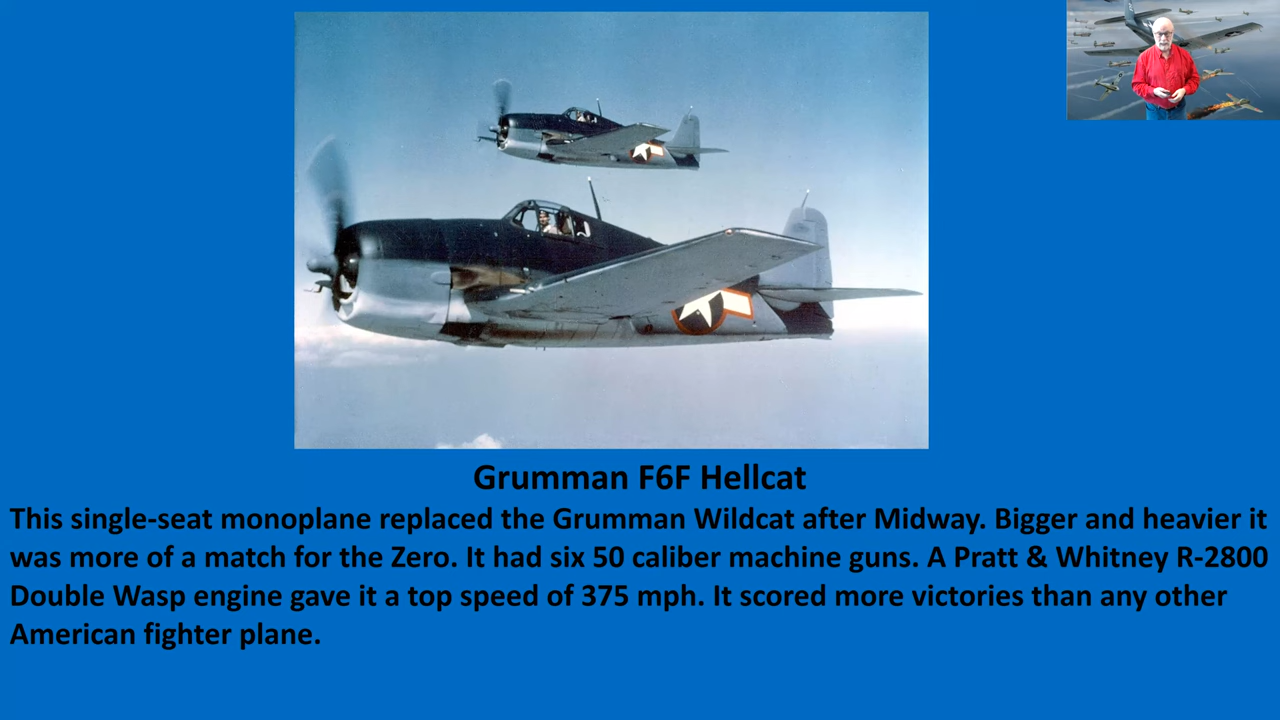 Grumman F6F Hellcat
This single-seat monoplane replaced the Grumman Wildcat after Midway. Bigger and heavier it
was more of a match for the Zero. It had six 50 caliber machine guns. A Pratt & Whitney R-2800
Double Wasp engine gave it a top speed of 375 mph. It scored more victories than any other
American fighter plane.